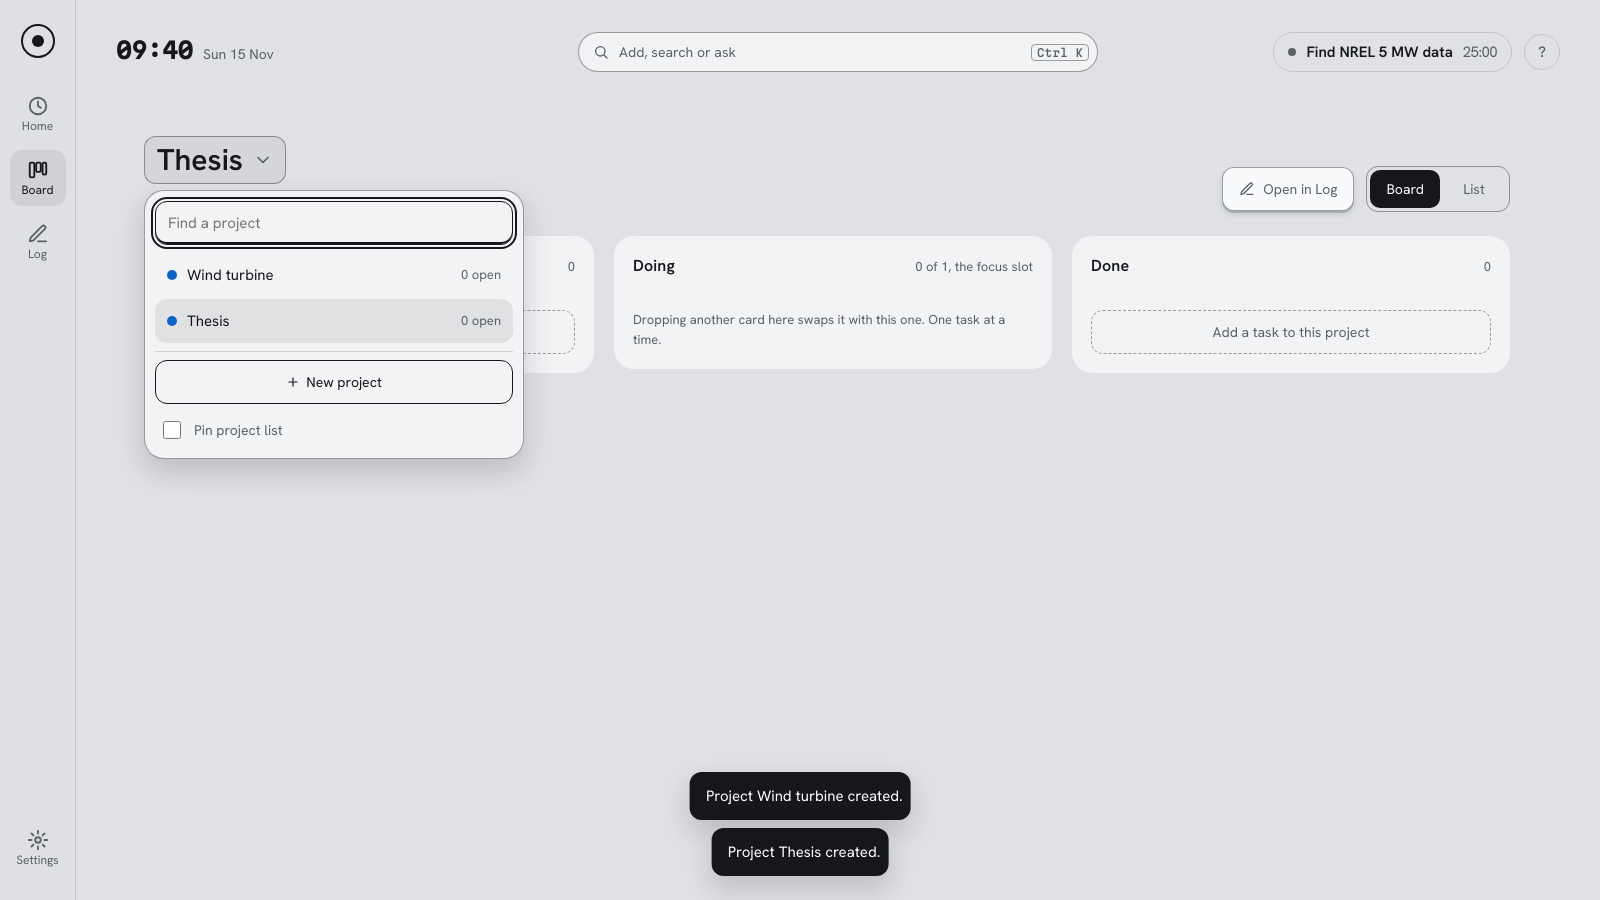 09:40 Sun 15 Nov
Add, search or ask
Ctrl K
Find NREL 5 MW data 25:00
?
Home
Board
Log
Settings
Thesis
Open in Log
Board
List
Find a project
Wind turbine 0 open
Thesis 0 open
+ New project
Pin project list
0
Doing 0 of 1, the focus slot
Dropping another card here swaps it with this one. One task at a
time.
Done 0
Add a task to this project
Project Wind turbine created.
Project Thesis created.